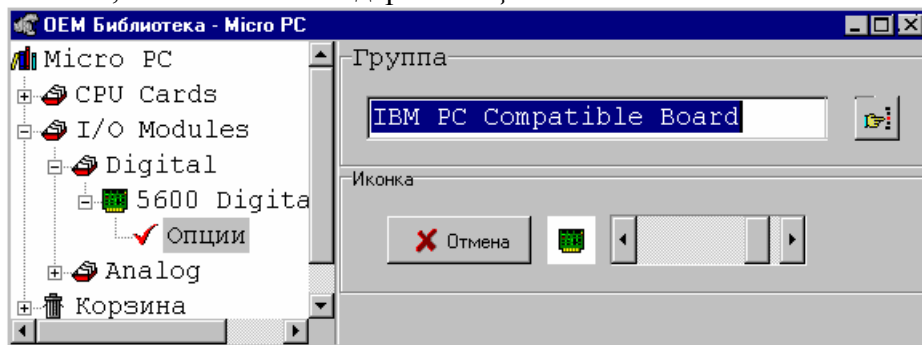 OEM Библиотека - Micro PC
Micro PC
CPU Cards
I/O Modules
Digital
5600 Digita
Опции
Analog
Корзина
Группа
IBM PC Compatible Board
Иконка
Отмена